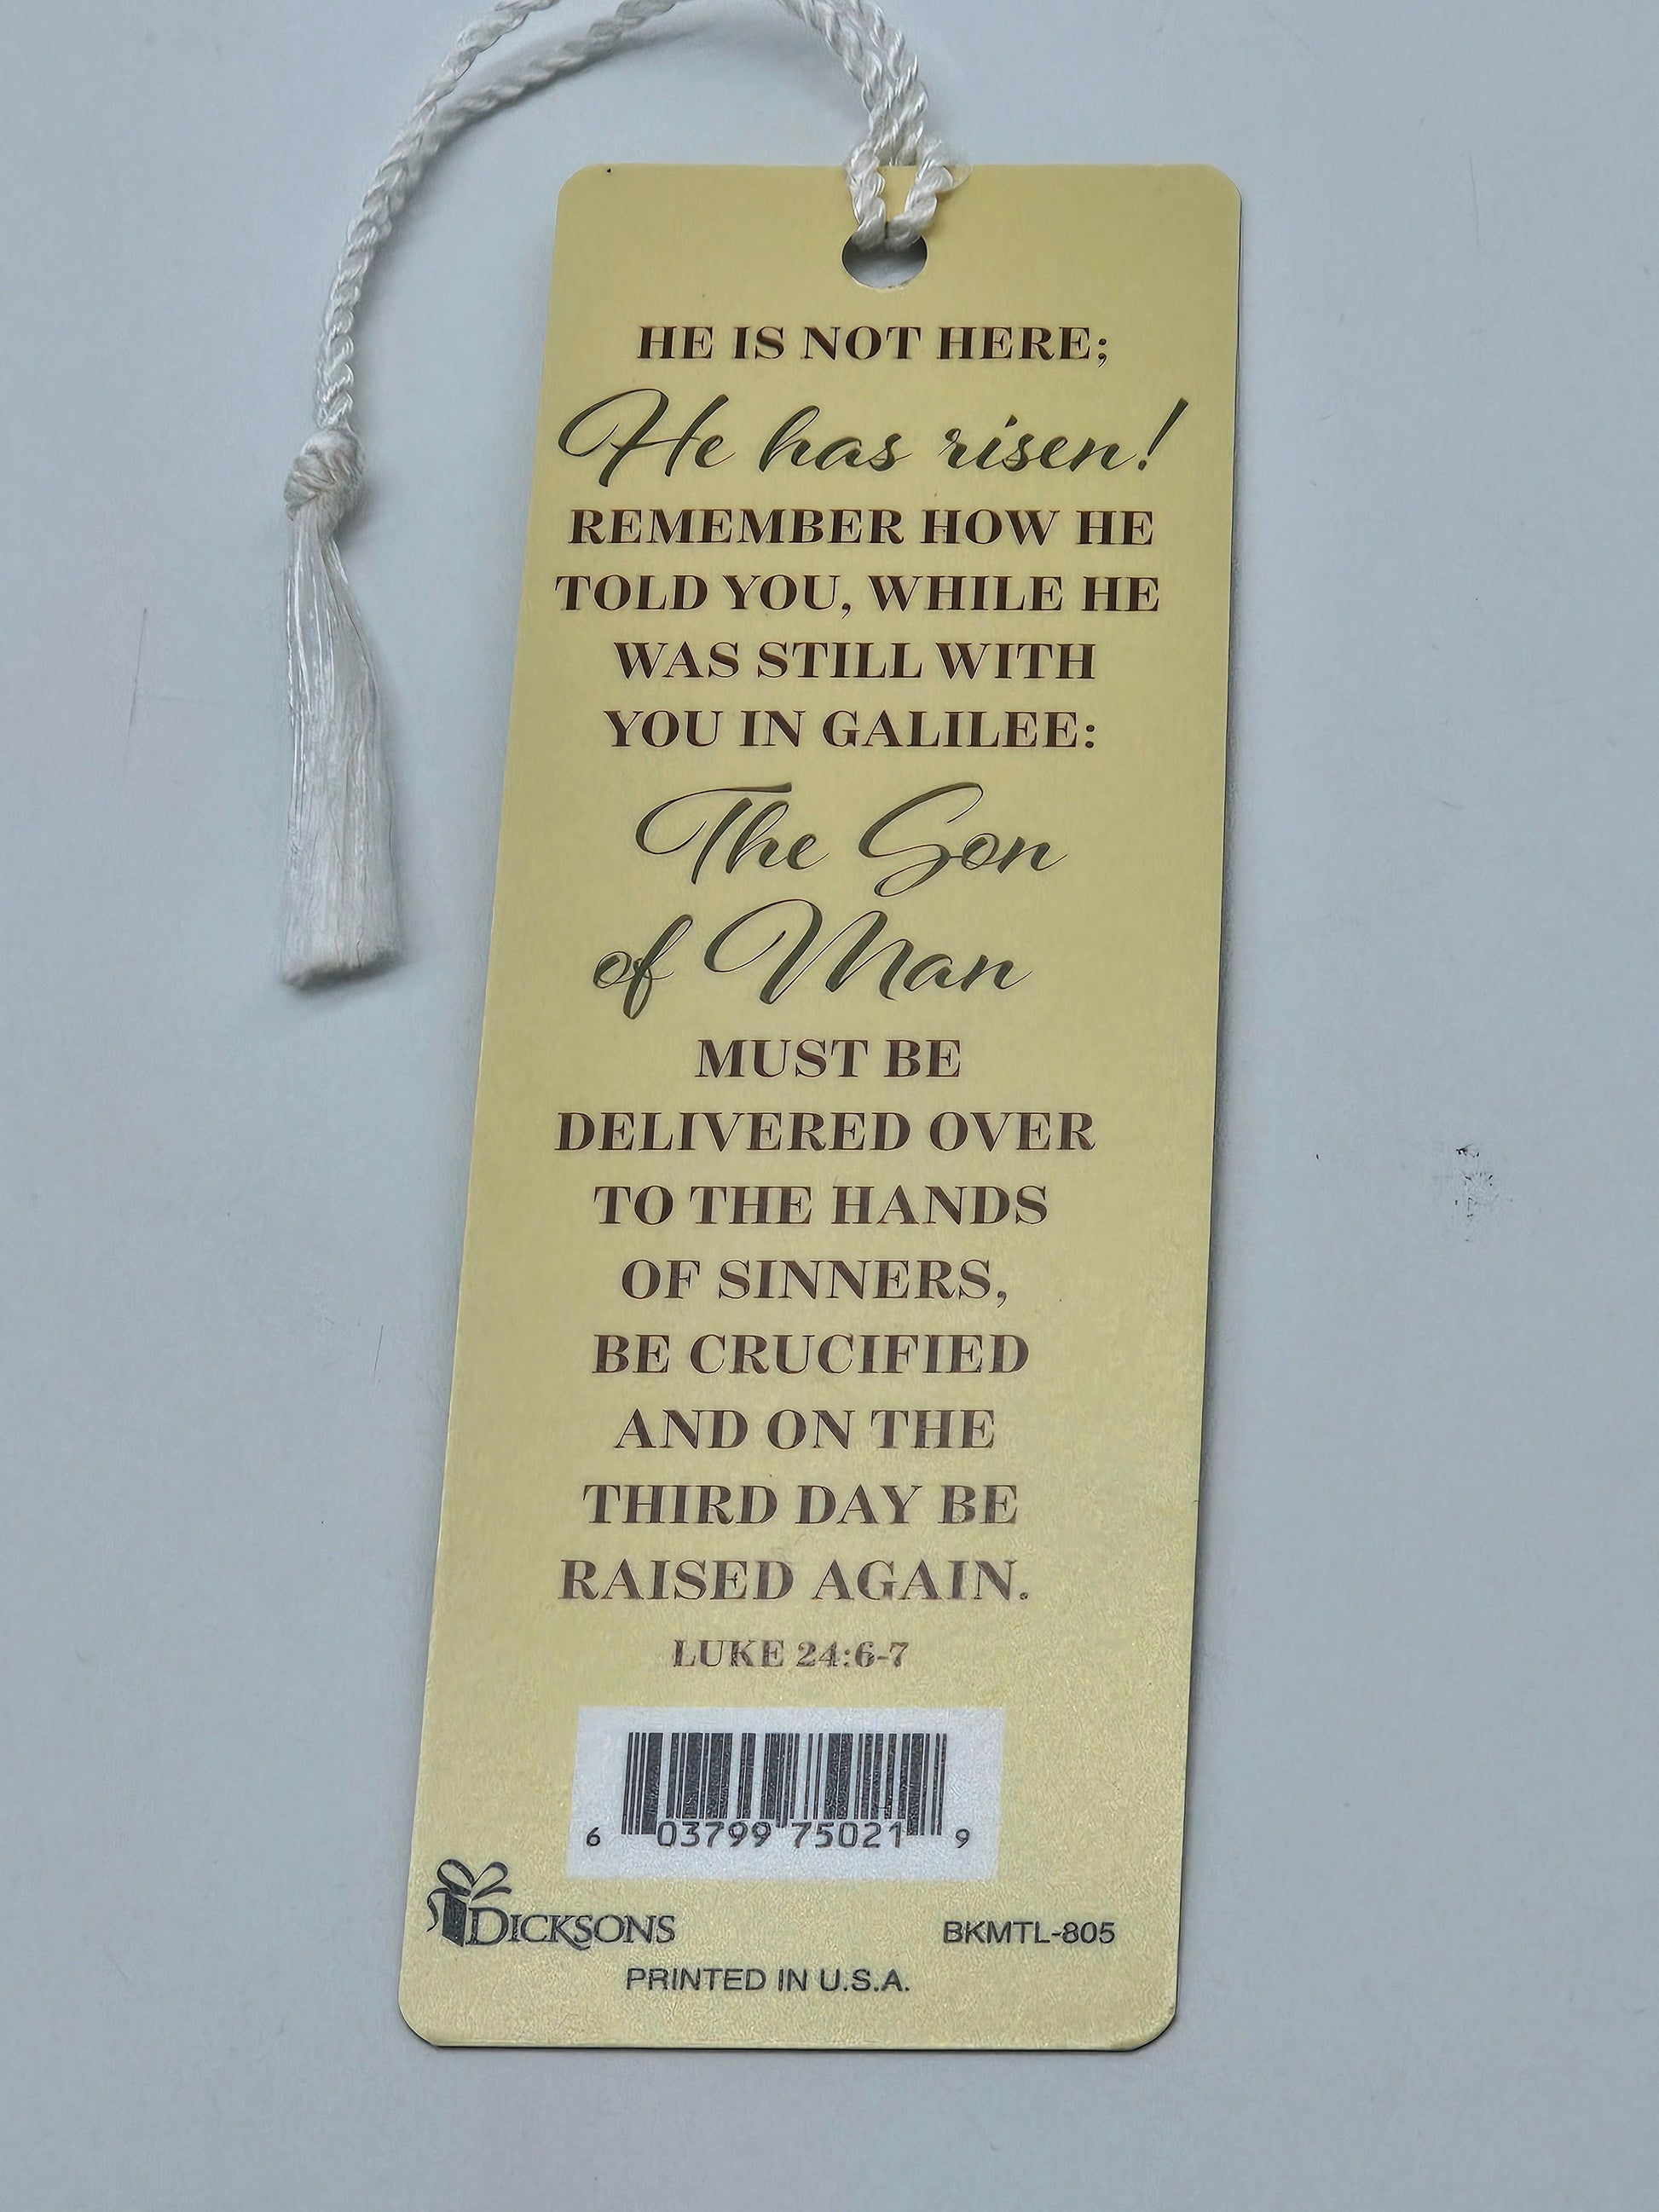 HE IS NOT HERE;
He has risen!
REMEMBER HOW HE
TOLD YOU, WHILE HE
WAS STILL WITH
YOU IN GALILEE:
The Son
of Man
MUST BE
DELIVERED OVER
TO THE HANDS
OF SINNERS,
BE CRUCIFIED
AND ON THE
THIRD DAY BE
RAISED AGAIN.
LUKE 24:6-7
6 03799 75021 9
DICKSONS BKMTL-805
PRINTED IN U.S.A.